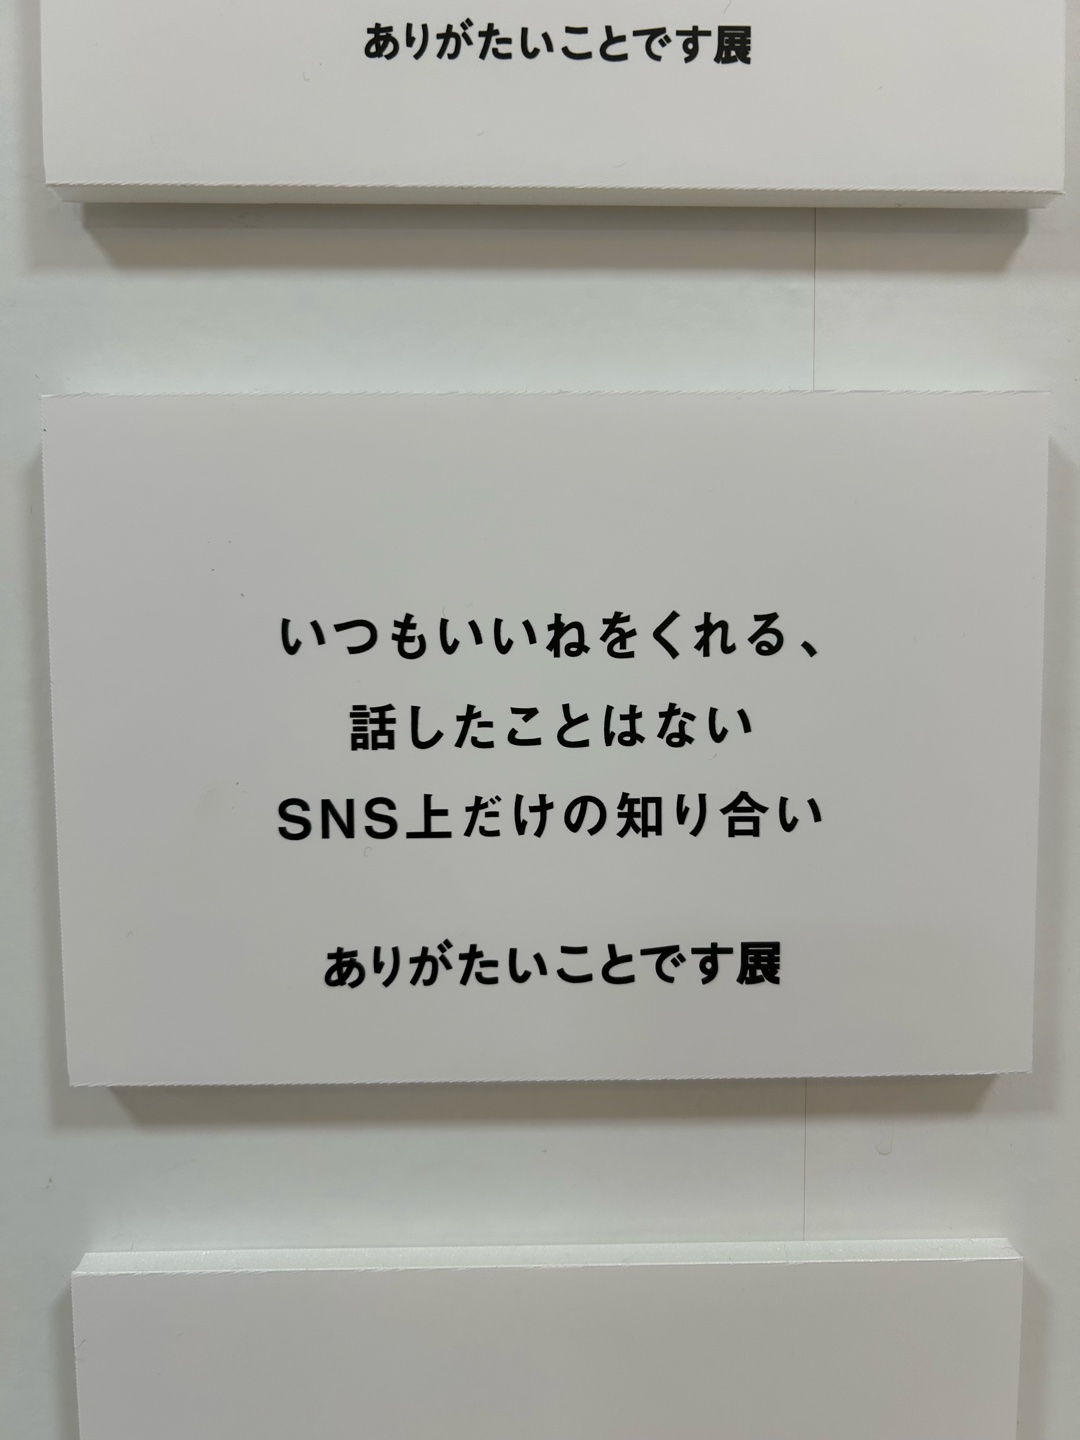 ありがたいことです展
いつもいいねをくれる、
話したことはない
SNS上だけの知り合い
ありがたいことです展